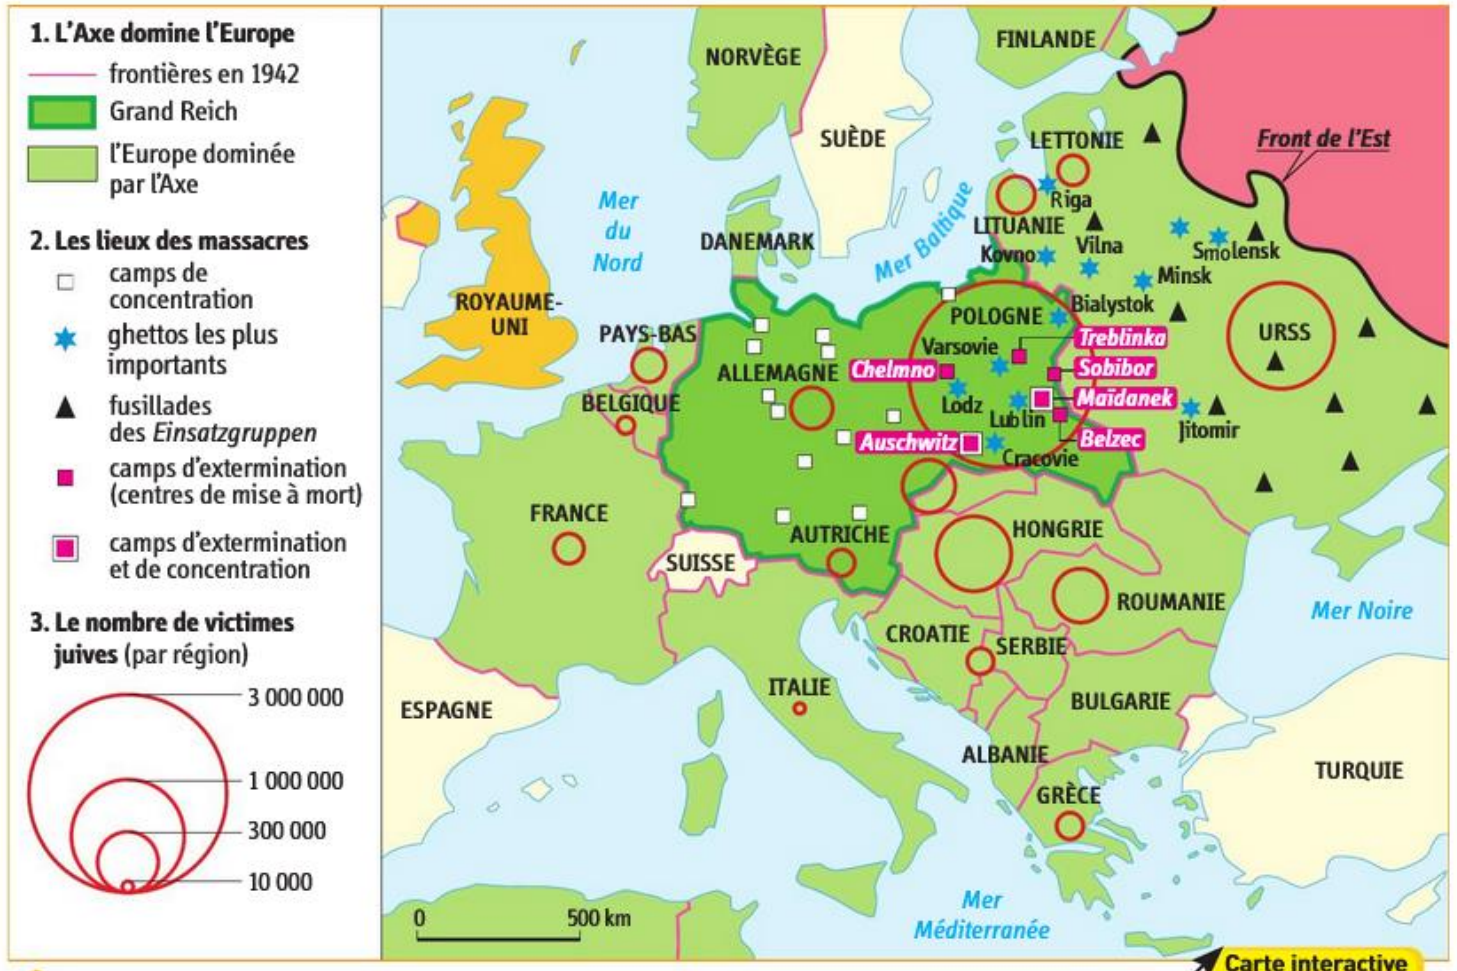 1. L'Axe domine l'Europe
frontières en 1942
Grand Reich
l'Europe dominée
par l'Axe
2. Les lieux des massacres
camps de
concentration
ghettos les plus
importants
fusillades
des Einsatzgruppen
camps d'extermination
(centres de mise à mort)
camps d'extermination
et de concentration
3. Le nombre de victimes
juives (par région)
3 000 000
1 000 000
300 000
10 000
NORVÈGE
FINLANDE
SUÈDE
LETTONIE
Front de l'Est
Riga
Mer
du
Nord
Mer Baltique
DANEMARK
LITUANIE
Kovno
Vilna
Smolensk
Minsk
ROYAUME-
UNI
PAYS-BAS
POLOGNE
Bialystok
URSS
Varsovie
Treblinka
ALLEMAGNE
Chelmno
Sobibor
BELGIQUE
Lodz
Maïdanek
Lublin
Jitomir
Auschwitz
Belzec
Cracovie
FRANCE
AUTRICHE
HONGRIE
SUISSE
ROUMANIE
Mer Noire
CROATIE
SERBIE
ITALIE
BULGARIE
ESPAGNE
ALBANIE
TURQUIE
GRÈCE
0
500 km
Mer
Méditerranée
Carte interactive